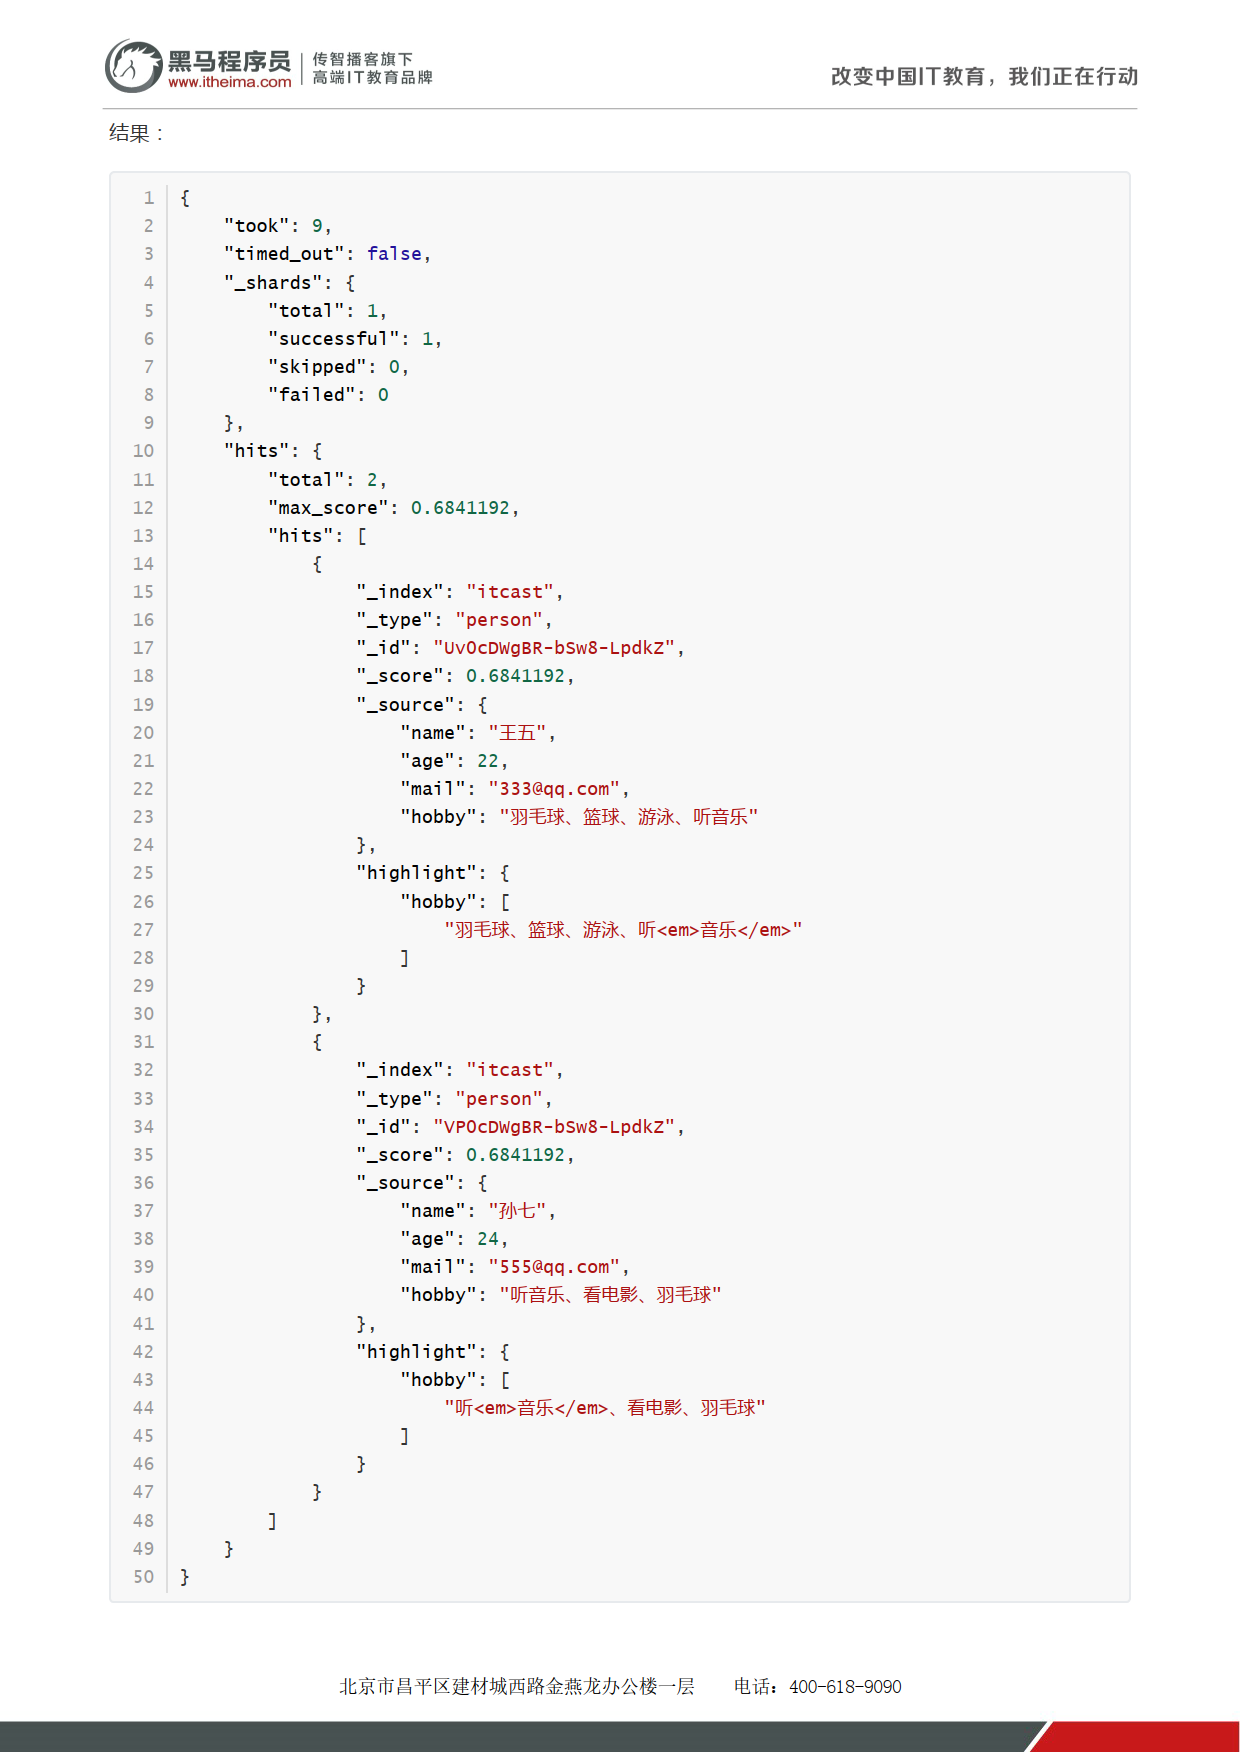 黑马程序员
www.itheima.com
传智播客旗下
高端IT教育品牌
改变中国IT教育，我们正在行动
结果：
1 {
2     "took": 9,
3     "timed_out": false,
4     "_shards": {
5         "total": 1,
6         "successful": 1,
7         "skipped": 0,
8         "failed": 0
9     },
10     "hits": {
11         "total": 2,
12         "max_score": 0.6841192,
13         "hits": [
14             {
15                 "_index": "itcast",
16                 "_type": "person",
17                 "_id": "Uv0cDWgBR-bSw8-LpdkZ",
18                 "_score": 0.6841192,
19                 "_source": {
20                     "name": "王五",
21                     "age": 22,
22                     "mail": "333@qq.com",
23                     "hobby": "羽毛球、篮球、游泳、听音乐"
24                 },
25                 "highlight": {
26                     "hobby": [
27                         "羽毛球、篮球、游泳、听<em>音乐</em>"
28                     ]
29                 }
30             },
31             {
32                 "_index": "itcast",
33                 "_type": "person",
34                 "_id": "VP0cDWgBR-bSw8-LpdkZ",
35                 "_score": 0.6841192,
36                 "_source": {
37                     "name": "孙七",
38                     "age": 24,
39                     "mail": "555@qq.com",
40                     "hobby": "听音乐、看电影、羽毛球"
41                 },
42                 "highlight": {
43                     "hobby": [
44                         "听<em>音乐</em>、看电影、羽毛球"
45                     ]
46                 }
47             }
48         ]
49     }
50 }
北京市昌平区建材城西路金燕龙办公楼一层 电话：400-618-9090